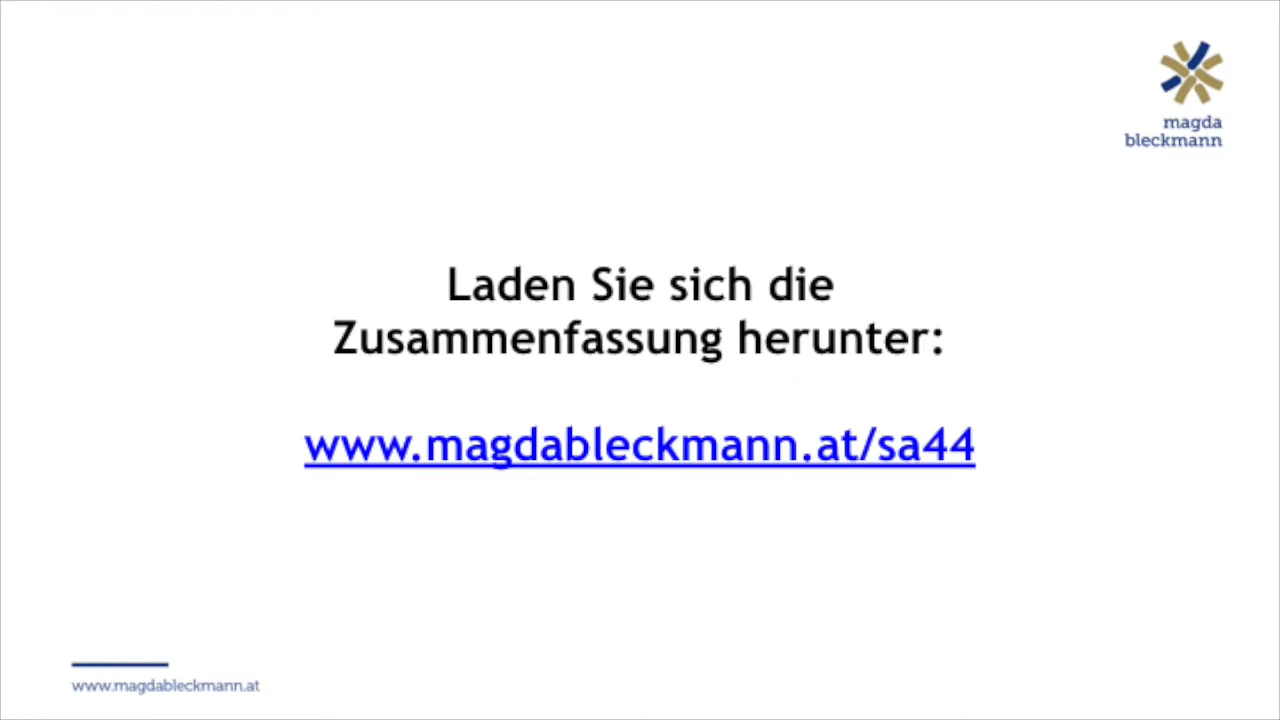 magda
bleckmann
Laden Sie sich die
Zusammenfassung herunter:
www.magdableckmann.at/sa44
www.magdableckmann.at